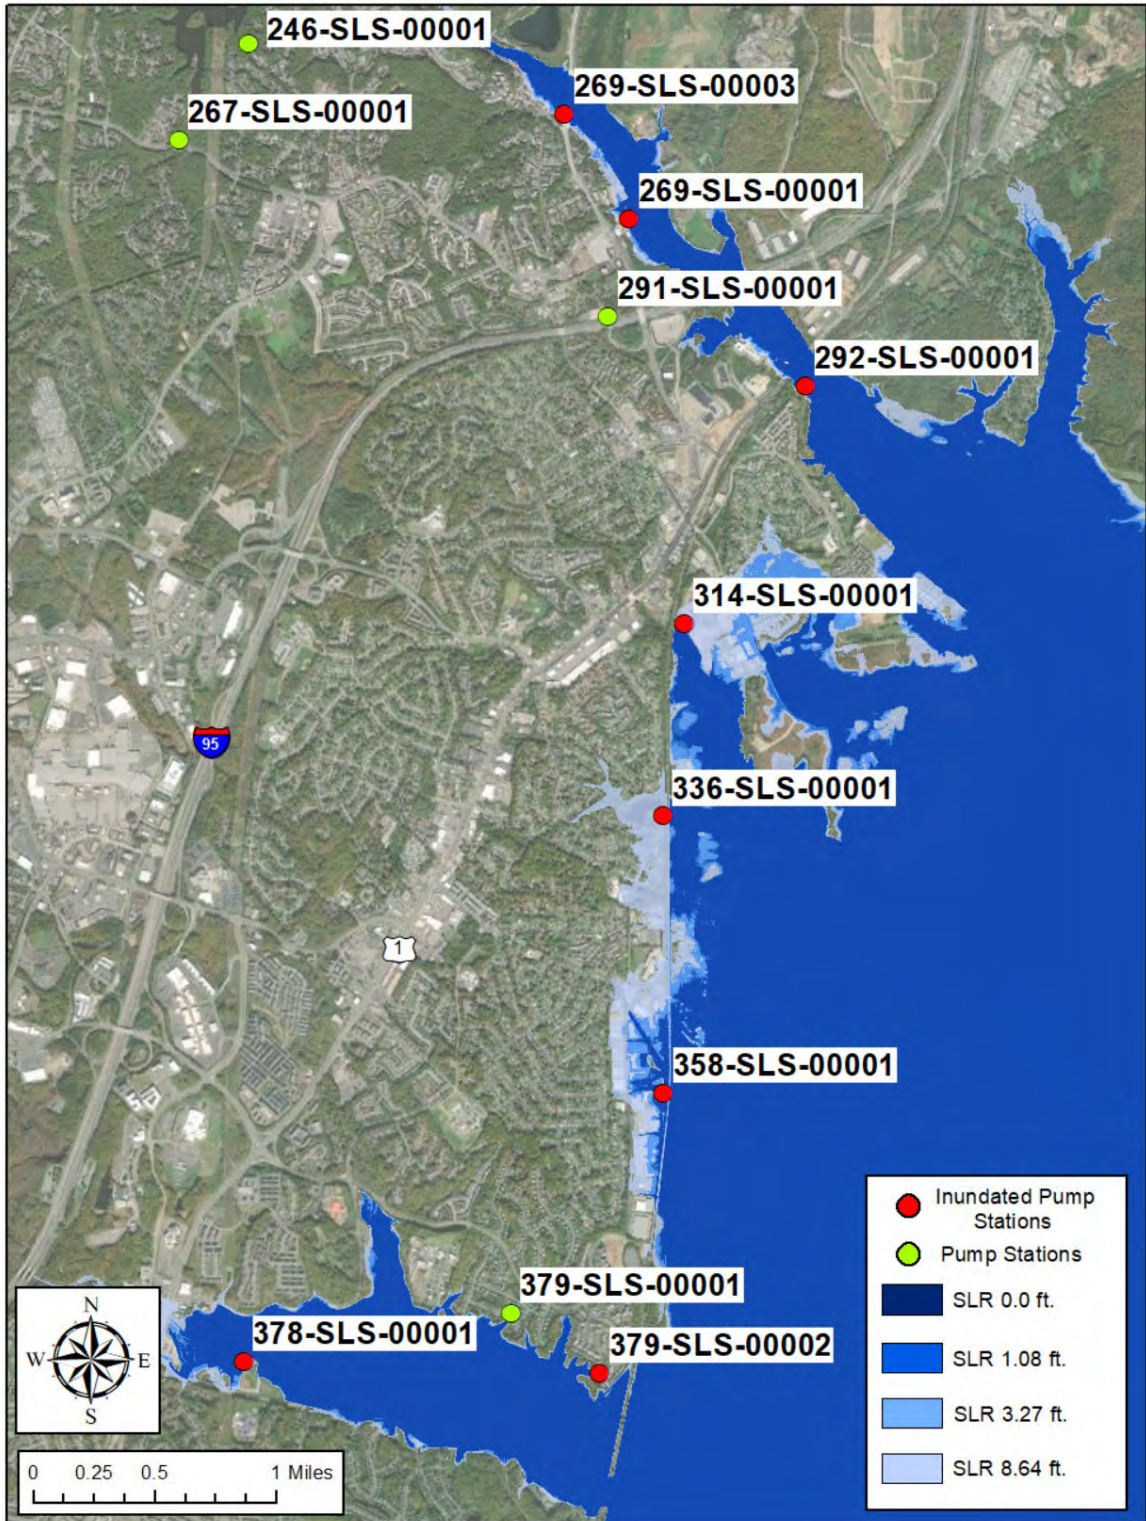 246-SLS-00001
269-SLS-00003
267-SLS-00001
269-SLS-00001
291-SLS-00001
292-SLS-00001
314-SLS-00001
95
336-SLS-00001
1
358-SLS-00001
Inundated Pump
Stations
Pump Stations
SLR 0.0 ft.
SLR 1.08 ft.
SLR 3.27 ft.
SLR 8.64 ft.
379-SLS-00001
378-SLS-00001
379-SLS-00002
N
W E
S
0 0.25 0.5 1 Miles